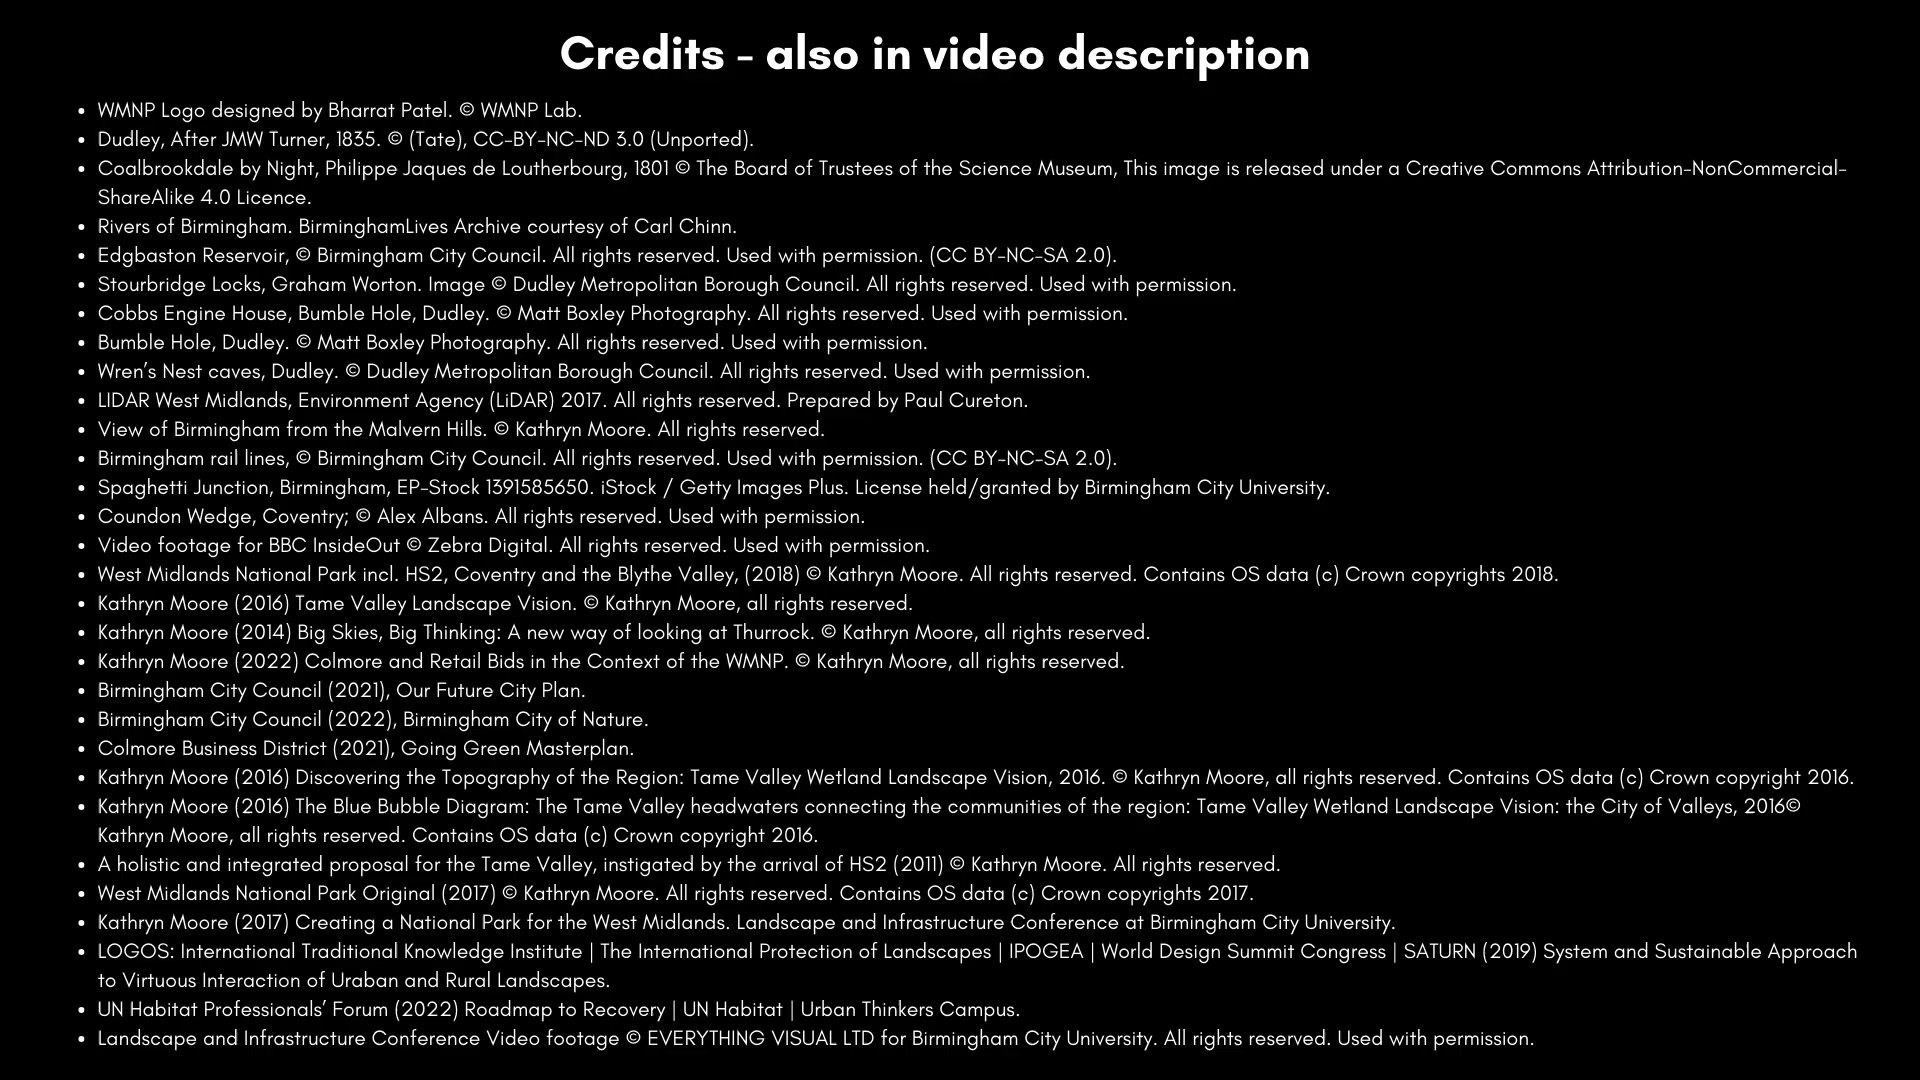 Credits - also in video description
• WMNP Logo designed by Bharrat Patel. © WMNP Lab.
• Dudley, After JMW Turner, 1835. © (Tate), CC-BY-NC-ND 3.0 (Unported).
• Coalbrookdale by Night, Philippe Jaques de Loutherbourg, 1801 © The Board of Trustees of the Science Museum, This image is released under a Creative Commons Attribution-NonCommercial-
ShareAlike 4.0 Licence.
• Rivers of Birmingham. BirminghamLives Archive courtesy of Carl Chinn.
• Edgbaston Reservoir, © Birmingham City Council. All rights reserved. Used with permission. (CC BY-NC-SA 2.0).
• Stourbridge Locks, Graham Worton. Image © Dudley Metropolitan Borough Council. All rights reserved. Used with permission.
• Cobbs Engine House, Bumble Hole, Dudley. © Matt Boxley Photography. All rights reserved. Used with permission.
• Bumble Hole, Dudley. © Matt Boxley Photography. All rights reserved. Used with permission.
• Wren’s Nest caves, Dudley. © Dudley Metropolitan Borough Council. All rights reserved. Used with permission.
• LIDAR West Midlands, Environment Agency (LiDAR) 2017. All rights reserved. Prepared by Paul Cureton.
• View of Birmingham from the Malvern Hills. © Kathryn Moore. All rights reserved.
• Birmingham rail lines, © Birmingham City Council. All rights reserved. Used with permission. (CC BY-NC-SA 2.0).
• Spaghetti Junction, Birmingham, EP-Stock 1391585650. iStock / Getty Images Plus. License held/granted by Birmingham City University.
• Coundon Wedge, Coventry; © Alex Albans. All rights reserved. Used with permission.
• Video footage for BBC InsideOut © Zebra Digital. All rights reserved. Used with permission.
• West Midlands National Park incl. HS2, Coventry and the Blythe Valley, (2018) © Kathryn Moore. All rights reserved. Contains OS data (c) Crown copyrights 2018.
• Kathryn Moore (2016) Tame Valley Landscape Vision. © Kathryn Moore, all rights reserved.
• Kathryn Moore (2014) Big Skies, Big Thinking: A new way of looking at Thurrock. © Kathryn Moore, all rights reserved.
• Kathryn Moore (2022) Colmore and Retail Bids in the Context of the WMNP. © Kathryn Moore, all rights reserved.
• Birmingham City Council (2021), Our Future City Plan.
• Birmingham City Council (2022), Birmingham City of Nature.
• Colmore Business District (2021), Going Green Masterplan.
• Kathryn Moore (2016) Discovering the Topography of the Region: Tame Valley Wetland Landscape Vision, 2016. © Kathryn Moore, all rights reserved. Contains OS data (c) Crown copyright 2016.
• Kathryn Moore (2016) The Blue Bubble Diagram: The Tame Valley headwaters connecting the communities of the region: Tame Valley Wetland Landscape Vision: the City of Valleys, 2016©
Kathryn Moore, all rights reserved. Contains OS data (c) Crown copyright 2016.
• A holistic and integrated proposal for the Tame Valley, instigated by the arrival of HS2 (2011) © Kathryn Moore. All rights reserved.
• West Midlands National Park Original (2017) © Kathryn Moore. All rights reserved. Contains OS data (c) Crown copyrights 2017.
• Kathryn Moore (2017) Creating a National Park for the West Midlands. Landscape and Infrastructure Conference at Birmingham City University.
• LOGOS: International Traditional Knowledge Institute | The International Protection of Landscapes | IPOGEA | World Design Summit Congress | SATURN (2019) System and Sustainable Approach
to Virtuous Interaction of Uraban and Rural Landscapes.
• UN Habitat Professionals’ Forum (2022) Roadmap to Recovery | UN Habitat | Urban Thinkers Campus.
• Landscape and Infrastructure Conference Video footage © EVERYTHING VISUAL LTD for Birmingham City University. All rights reserved. Used with permission.